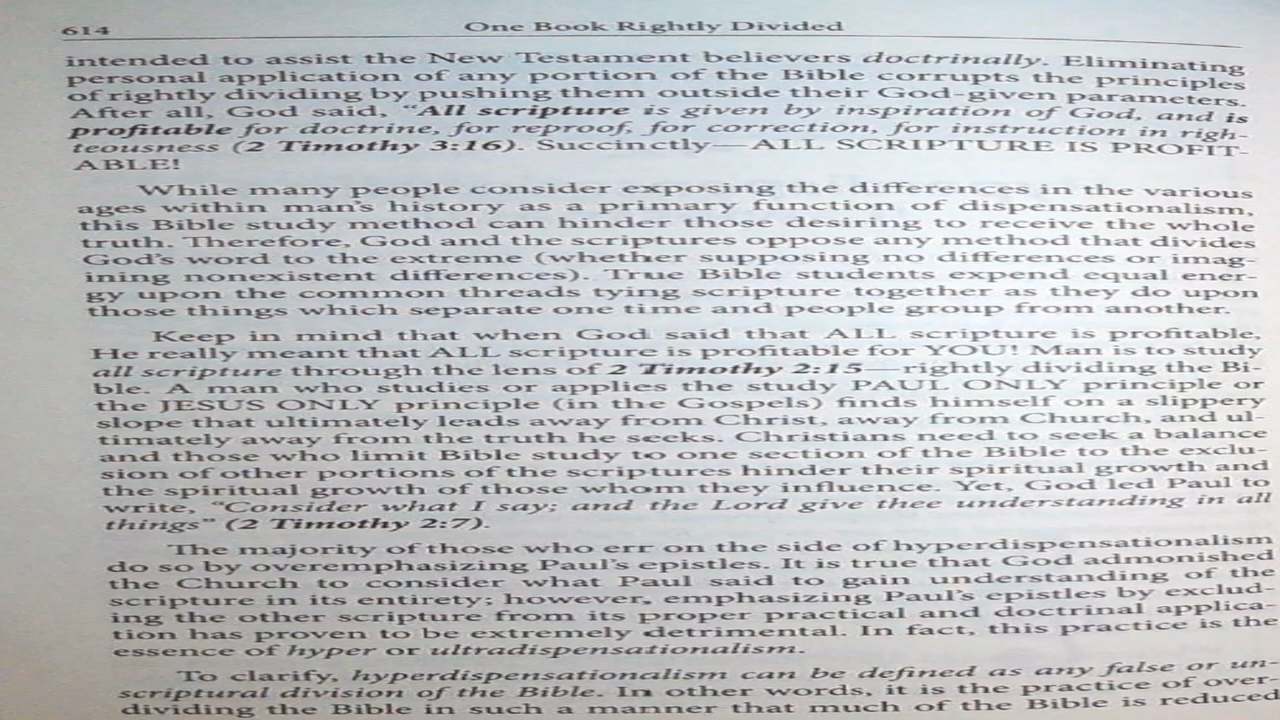 614 One Book Rightly Divided
intended to assist the New Testament believers doctrinally. Eliminating
personal application of any portion of the Bible corrupts the principles
of rightly dividing by pushing them outside their God-given parameters.
After all, God said, “All scripture is given by inspiration of God, and is
profitable for doctrine, for reproof, for correction, for instruction in righ-
teousness (2 Timothy 3:16). Succinctly—ALL SCRIPTURE IS PROFIT-
ABLE!
While many people consider exposing the differences in the various
ages within man's history as a primary function of dispensationalism,
this Bible study method can hinder those desiring to receive the whole
truth. Therefore, God and the scriptures oppose any method that divides
God's word to the extreme (whether supposing no differences or imag-
ining nonexistent differences). True Bible students expend equal ener-
gy upon the common threads tying scripture together as they do upon
those things which separate one time and people group from another.
Keep in mind that when God said that ALL scripture is profitable,
He really meant that ALL scripture is profitable for YOU! Man is to study
all scripture through the lens of 2 Timothy 2:15—rightly dividing the Bi-
ble. A man who studies or applies the study PAUL ONLY principle or
the JESUS ONLY principle (in the Gospels) finds himself on a slippery
slope that ultimately leads away from Christ, away from Church, and ul-
timately away from the truth he seeks. Christians need to seek a balance
and those who limit Bible study to one section of the Bible to the exclu-
sion of other portions of the scriptures hinder their spiritual growth and
the spiritual growth of those whom they influence. Yet, God led Paul to
write, “Consider what I say; and the Lord give thee understanding in all
things” (2 Timothy 2:7).
The majority of those who err on the side of hyperdispensationalism
do so by overemphasizing Paul's epistles. It is true that God admonished
the Church to consider what Paul said to gain understanding of the
scripture in its entirety; however, emphasizing Paul's epistles by exclud-
ing the other scripture from its proper practical and doctrinal applica-
tion has proven to be extremely detrimental. In fact, this practice is the
essence of hyper or ultradispensationalism.
To clarify, hyperdispensationalism can be defined as any false or un-
scriptural division of the Bible. In other words, it is the practice of over-
dividing the Bible in such a manner that much of the Bible is reduced